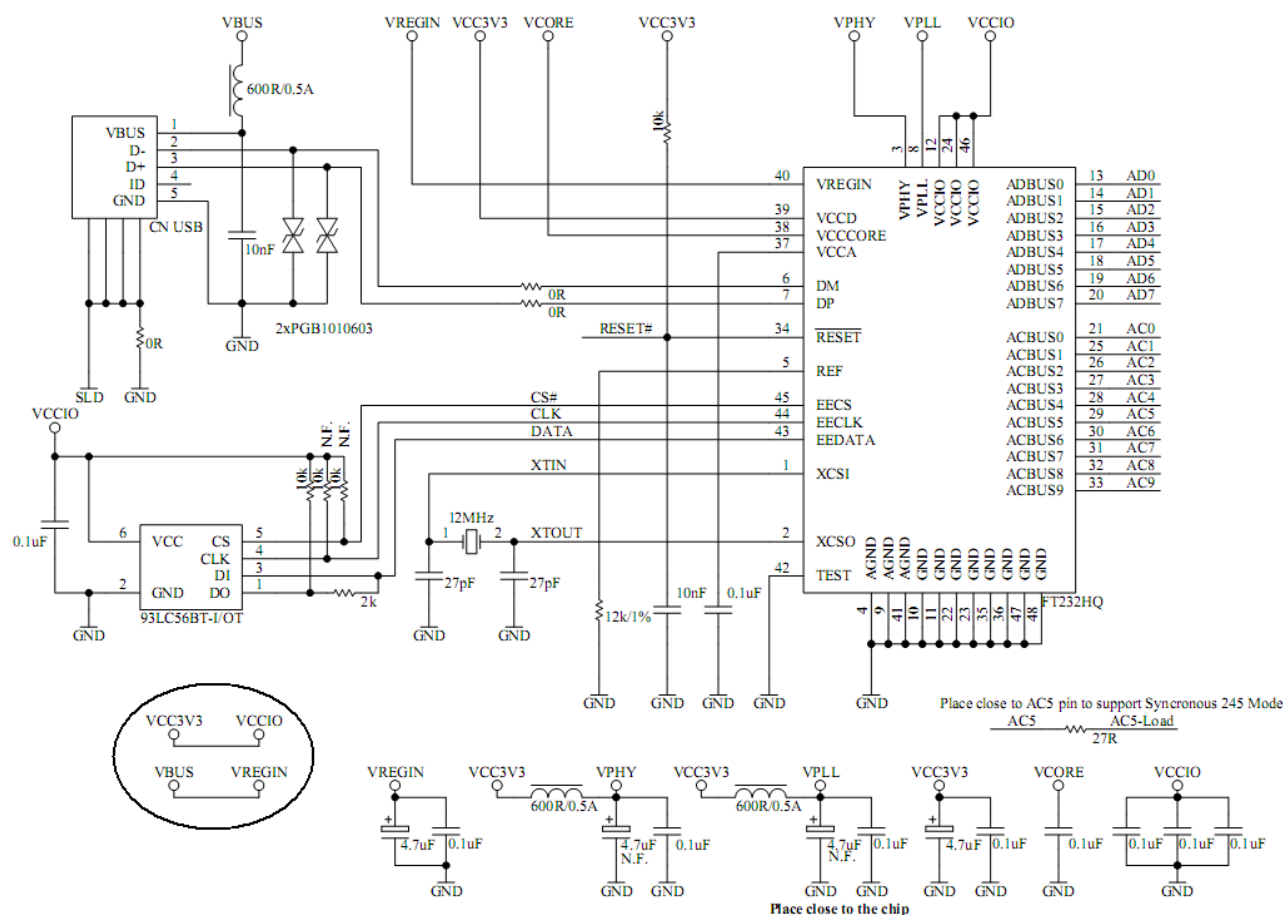 VBUS VREGIN VCC3V3 VCORE VCC3V3 VPHY VPLL VCCIO
600R/0.5A
10k
3 8 12 24 46
VBUS 1
D- 2
D+ 3
ID 4
GND 5
CN USB
10nF
2xPGB1010603
GND
0R
SLD GND
40 VREGIN
39 VCCD
38 VCCCORE
37 VCCA
0R 6 DM
0R 7 DP
RESET# 34 RESET
5 REF
CS# 45 EECS
CLK 44 EECLK
DATA 43 EEDATA
XTIN 1 XCSI
XTOUT 2 XCSO
42 TEST
VPHY VPLL VCCIO VCCIO VCCIO
ADBUS0 13 AD0
ADBUS1 14 AD1
ADBUS2 15 AD2
ADBUS3 16 AD3
ADBUS4 17 AD4
ADBUS5 18 AD5
ADBUS6 19 AD6
ADBUS7 20 AD7
ACBUS0 21 AC0
ACBUS1 25 AC1
ACBUS2 26 AC2
ACBUS3 27 AC3
ACBUS4 28 AC4
ACBUS5 29 AC5
ACBUS6 30 AC6
ACBUS7 31 AC7
ACBUS8 32 AC8
ACBUS9 33 AC9
AGND AGND AGND GND GND GND GND GND GND GND GND
FT232HQ
4 9 41 10 11 22 23 35 36 47 48
GND
VCCIO
N.F. N.F.
10k 10k 10k
0.1uF
6 VCC CS 5
CLK 4
DI 3
2 GND DO 1
2k
93LC56BT-I/OT
GND
12MHz
1 2
27pF 27pF
GND GND
12k/1% 10nF 0.1uF
GND GND GND GND
Place close to AC5 pin to support Syncronous 245 Mode
AC5 AC5-Load
27R
VCC3V3 VCCIO
VBUS VREGIN
VREGIN VCC3V3 VPHY VCC3V3 VPLL VCC3V3 VCORE VCCIO
600R/0.5A 600R/0.5A
+ + + +
4.7uF 0.1uF 4.7uF 0.1uF 4.7uF 0.1uF 4.7uF 0.1uF 0.1uF 0.1uF 0.1uF 0.1uF
N.F. N.F.
GND GND GND GND GND GND GND GND GND
Place close to the chip